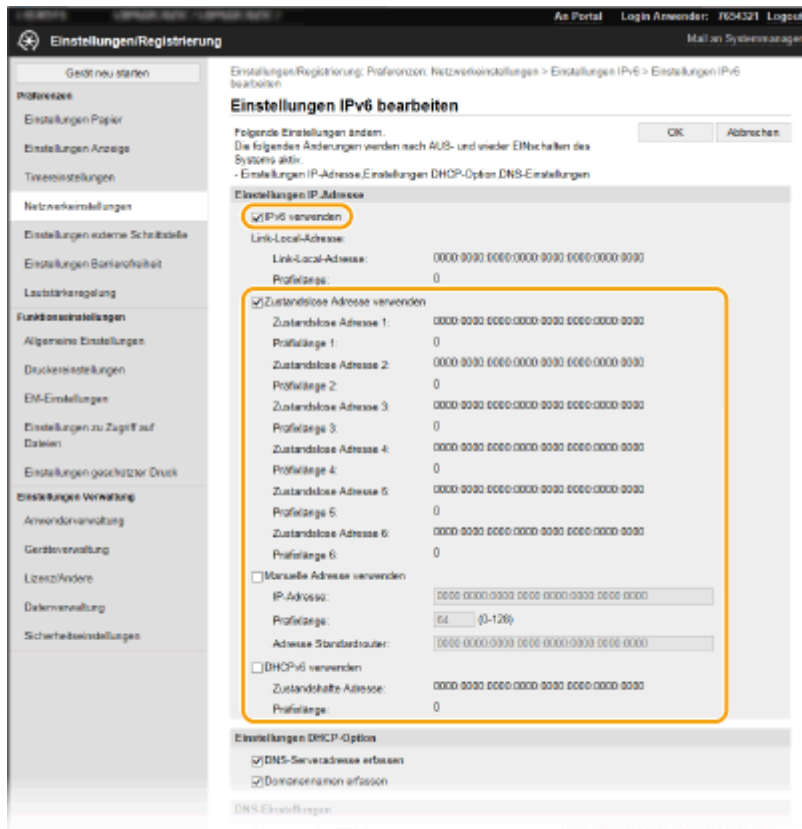 An Portal Login Anwender: 7654321 Logout
Einstellungen/Registrierung
Mail an Systemmanager
Gerät neu starten
Präferenzen
Einstellungen Papier
Einstellungen Anzeige
Timereinstellungen
Netzwerkeinstellungen
Einstellungen externe Schnittstelle
Einstellungen Barrierefreiheit
Lautstärkeregelung
Funktionseinstellungen
Allgemeine Einstellungen
Druckereinstellungen
EM-Einstellungen
Einstellungen zu Zugriff auf
Dateien
Einstellungen geschützter Druck
Einstellungen Verwaltung
Anwenderverwaltung
Geräteverwaltung
Lizenz/Andere
Datenverwaltung
Sicherheitseinstellungen
Einstellungen/Registrierung: Präferenzen: Netzwerkeinstellungen > Einstellungen IPv6 > Einstellungen IPv6
bearbeiten
Einstellungen IPv6 bearbeiten
Folgende Einstellungen ändern.
Die folgenden Änderungen werden nach AUS- und wieder EINschalten des
Systems aktiv:
- Einstellungen IP-Adresse,Einstellungen DHCP-Option,DNS-Einstellungen
OK Abbrechen
Einstellungen IP-Adresse
IPv6 verwenden
Link-Local-Adresse:
Link-Local-Adresse: 0000:0000:0000:0000:0000:0000:0000:0000
Präfixlänge: 0
Zustandslose Adresse verwenden
Zustandslose Adresse 1: 0000:0000:0000:0000:0000:0000:0000:0000
Präfixlänge 1: 0
Zustandslose Adresse 2: 0000:0000:0000:0000:0000:0000:0000:0000
Präfixlänge 2: 0
Zustandslose Adresse 3: 0000:0000:0000:0000:0000:0000:0000:0000
Präfixlänge 3: 0
Zustandslose Adresse 4: 0000:0000:0000:0000:0000:0000:0000:0000
Präfixlänge 4: 0
Zustandslose Adresse 5: 0000:0000:0000:0000:0000:0000:0000:0000
Präfixlänge 5: 0
Zustandslose Adresse 6: 0000:0000:0000:0000:0000:0000:0000:0000
Präfixlänge 6: 0
Manuelle Adresse verwenden
IP-Adresse: 0000:0000:0000:0000:0000:0000:0000:0000
Präfixlänge: 64 (0-128)
Adresse Standardrouter: 0000:0000:0000:0000:0000:0000:0000:0000
DHCPv6 verwenden
Zustandshafte Adresse: 0000:0000:0000:0000:0000:0000:0000:0000
Präfixlänge: 0
Einstellungen DHCP-Option
DNS-Serveradresse erfassen
Domänennamen erfassen
DNS-Einstellungen